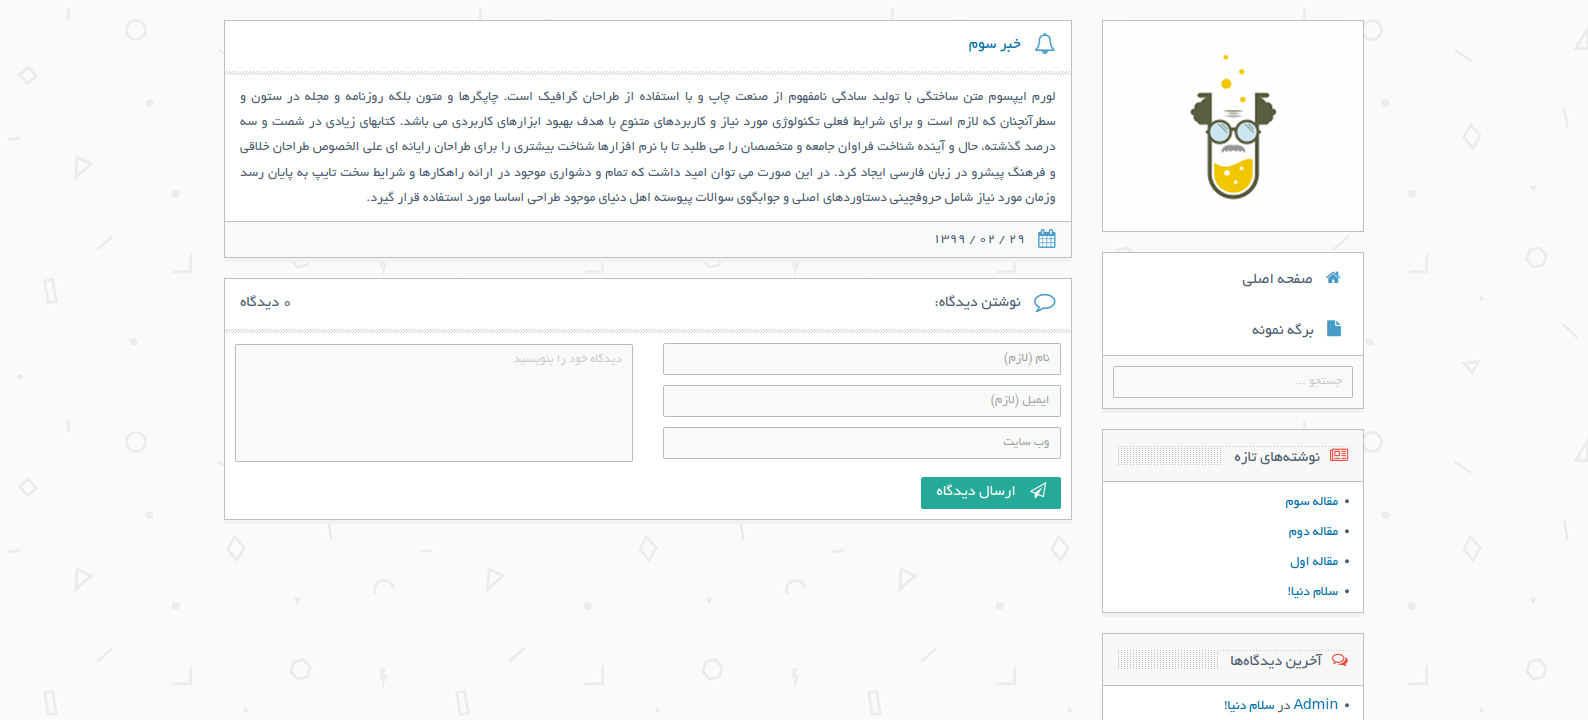 صفحه اصلی
برگه نمونه
جستجو ...
نوشته‌های تازه
مقاله سوم
مقاله دوم
مقاله اول
سلام دنیا!
آخرین دیدگاه‌ها
Admin در سلام دنیا!
خبر سوم
لورم ایپسوم متن ساختگی با تولید سادگی نامفهوم از صنعت چاپ و با استفاده از طراحان گرافیک است. چاپگرها و متون بلکه روزنامه و مجله در ستون و
سطرآنچنان که لازم است و برای شرایط فعلی تکنولوژی مورد نیاز و کاربردهای متنوع با هدف بهبود ابزارهای کاربردی می باشد. کتابهای زیادی در شصت و سه
درصد گذشته، حال و آینده شناخت فراوان جامعه و متخصصان را می طلبد تا با نرم افزارها شناخت بیشتری را برای طراحان رایانه ای علی الخصوص طراحان خلاقی
و فرهنگ پیشرو در زبان فارسی ایجاد کرد. در این صورت می توان امید داشت که تمام و دشواری موجود در ارائه راهکارها و شرایط سخت تایپ به پایان رسد
وزمان مورد نیاز شامل حروفچینی دستاوردهای اصلی و جوابگوی سوالات پیوسته اهل دنیای موجود طراحی اساسا مورد استفاده قرار گیرد.
۲۹ / ۰۲ / ۱۳۹۹
نوشتن دیدگاه:
۰ دیدگاه
نام (لازم)
ایمیل (لازم)
وب سایت
دیدگاه خود را بنویسید
ارسال دیدگاه